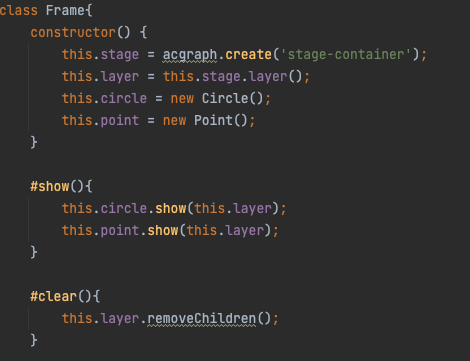 class Frame{
    constructor() {
        this.stage = acgraph.create('stage-container');
        this.layer = this.stage.layer();
        this.circle = new Circle();
        this.point = new Point();
    }

    #show(){
        this.circle.show(this.layer);
        this.point.show(this.layer);
    }

    #clear(){
        this.layer.removeChildren();
    }